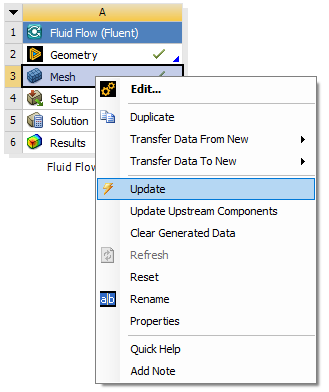 A
1 Fluid Flow (Fluent)
2 Geometry
3 Mesh
4 Setup
5 Solution
6 Results
Fluid Flow
Edit...
Duplicate
Transfer Data From New
Transfer Data To New
Update
Update Upstream Components
Clear Generated Data
Refresh
Reset
a|b Rename
Properties
Quick Help
Add Note